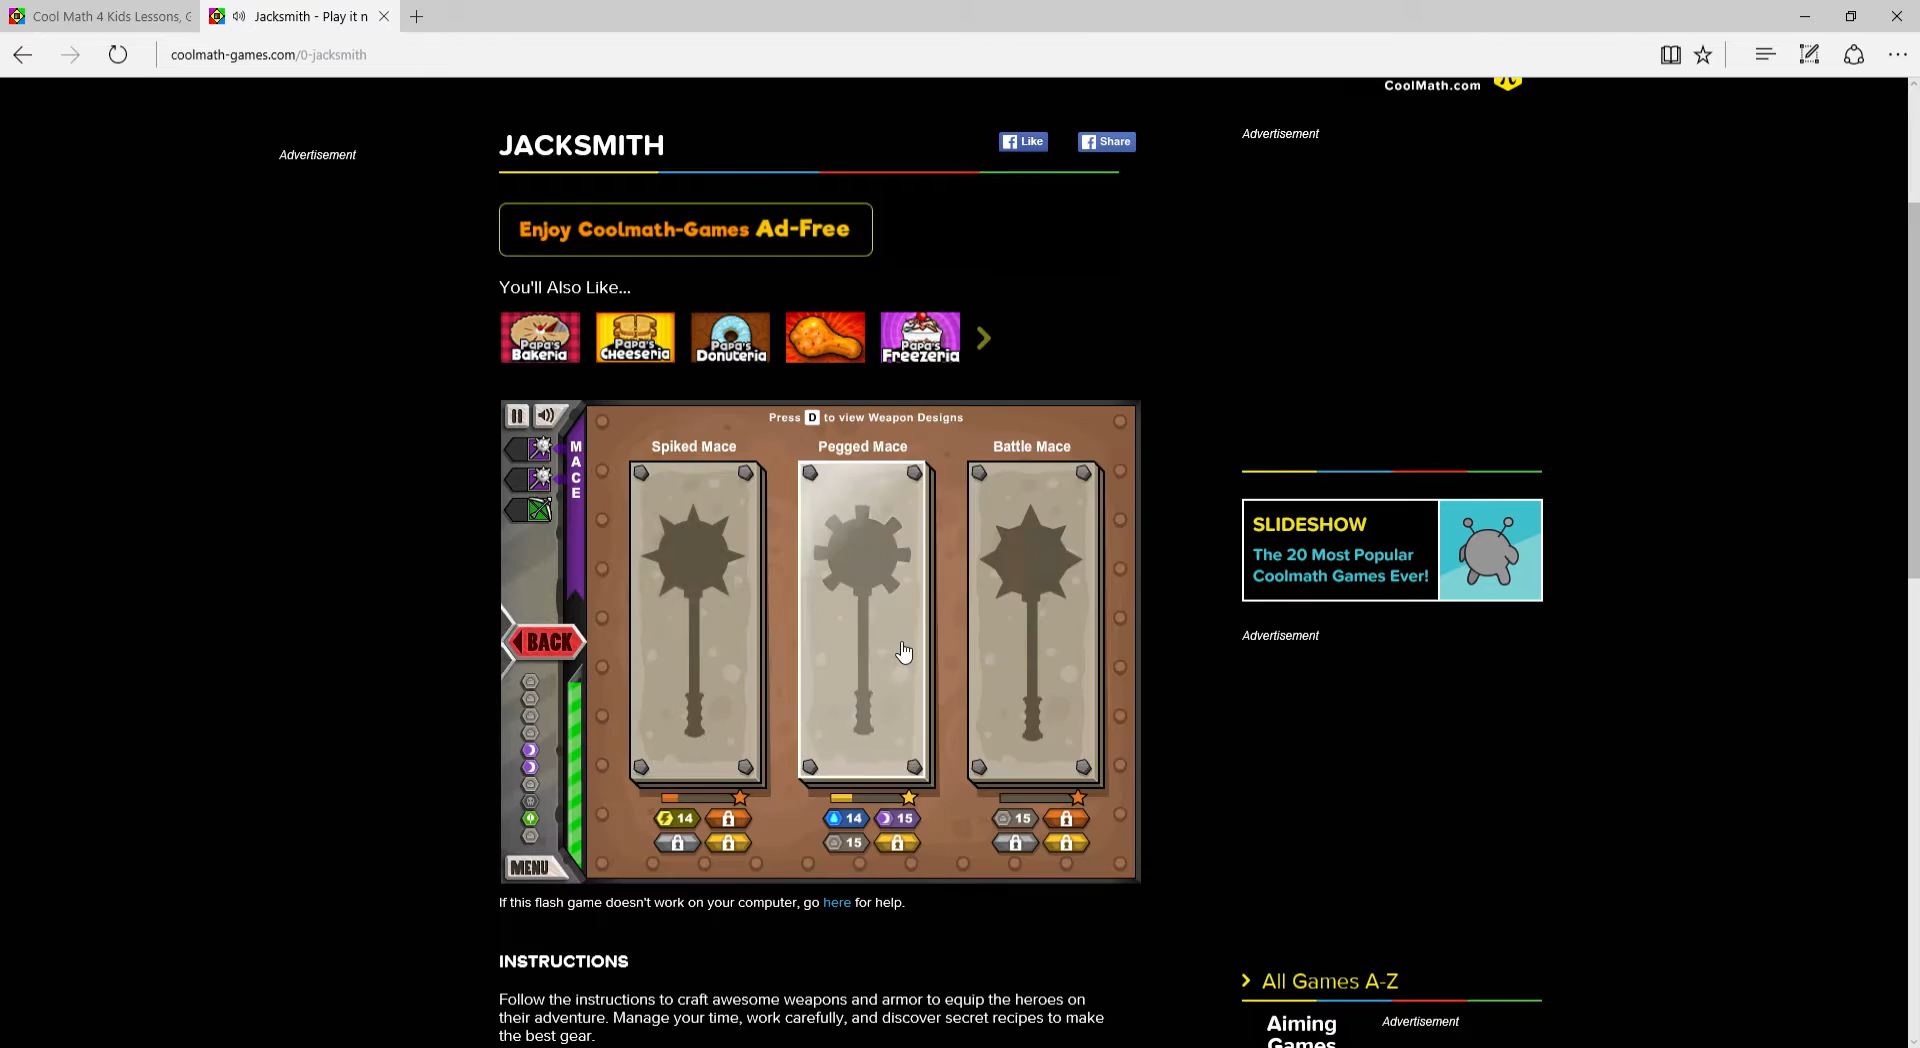 Cool Math 4 Kids Lessons, G
Jacksmith - Play it n
coolmath-games.com/0-jacksmith
CoolMath.com
Advertisement
JACKSMITH
Like
Share
Advertisement
Enjoy Coolmath-Games Ad-Free
You'll Also Like...
PAPA'S Bakeria
PAPA'S CHEESERIA
PAPA'S Donuteria
PAPA'S Freezeria
Press D to view Weapon Designs
MACE
Spiked Mace
Pegged Mace
Battle Mace
BACK
14
14
15
15
15
MENU
SLIDESHOW
The 20 Most Popular
Coolmath Games Ever!
Advertisement
If this flash game doesn't work on your computer, go here for help.
INSTRUCTIONS
Follow the instructions to craft awesome weapons and armor to equip the heroes on
their adventure. Manage your time, work carefully, and discover secret recipes to make
the best gear.
All Games A-Z
Aiming
Games
Advertisement